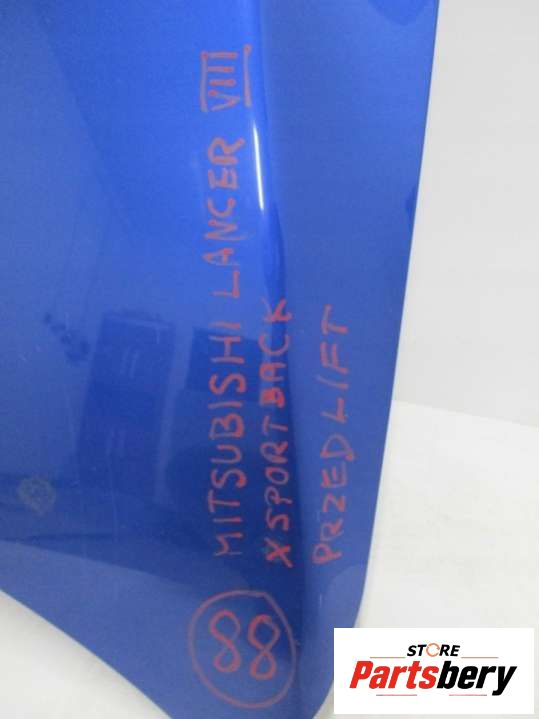 MITSUBISHI LANCER VIII
X SPORTBACK
PRZEDLIFT
88
STORE
Partsbery